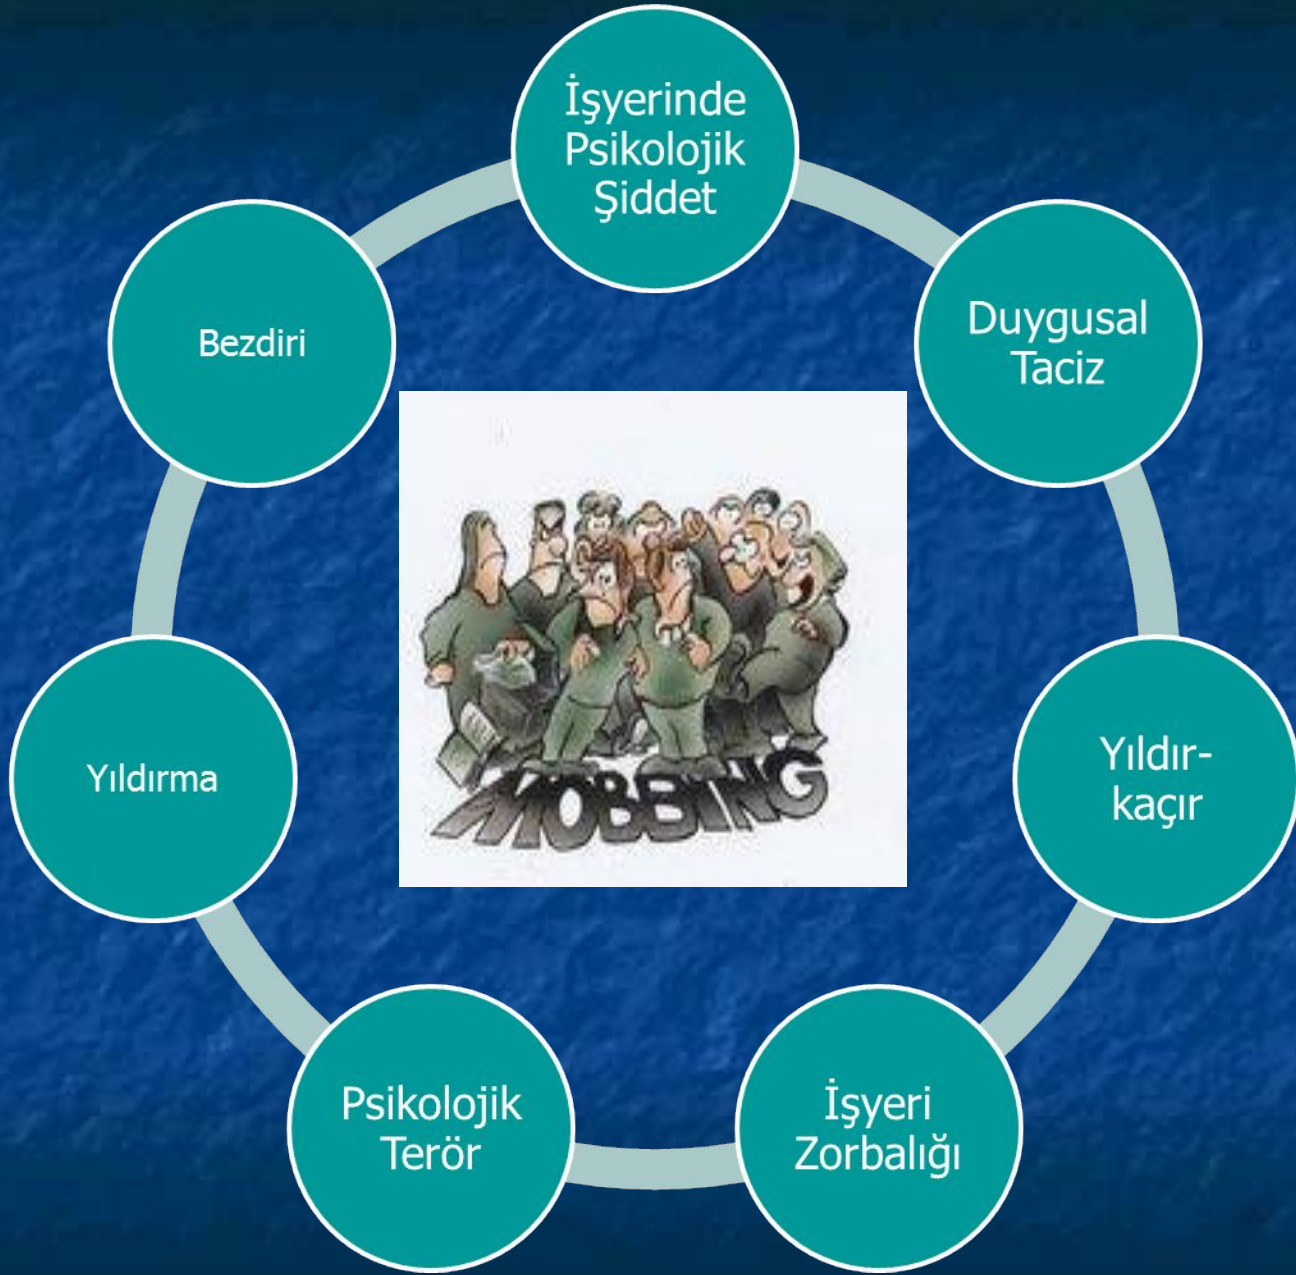 İşyerinde
Psikolojik
Şiddet
Duygusal
Taciz
Yıldır-
kaçır
İşyeri
Zorbalığı
Psikolojik
Terör
Yıldırma
Bezdiri
MOBBING